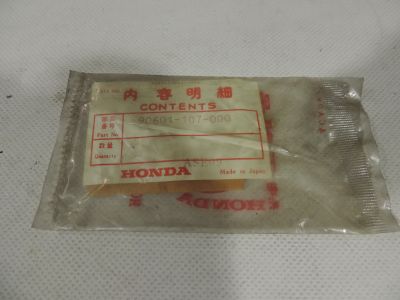 内容明細
CONTENTS
部品番号
Part No.
90601-107-000
数量
Quantity
HONDA
Made in Japan